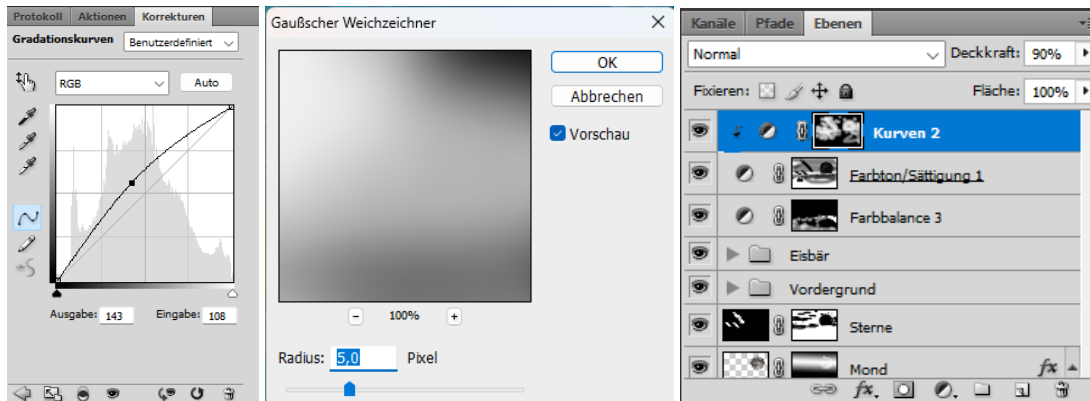 Protokoll Aktionen Korrekturen
Gradationskurven Benutzerdefiniert
RGB Auto
Ausgabe: 143 Eingabe: 108
Gaußscher Weichzeichner
OK
Abbrechen
Vorschau
100%
Radius: 5,0 Pixel
Kanäle Pfade Ebenen
Normal Deckkraft: 90%
Fixieren: Fläche: 100%
Kurven 2
Farbton/Sättigung 1
Farbbalance 3
Eisbär
Vordergrund
Sterne
Mond fx
fx.